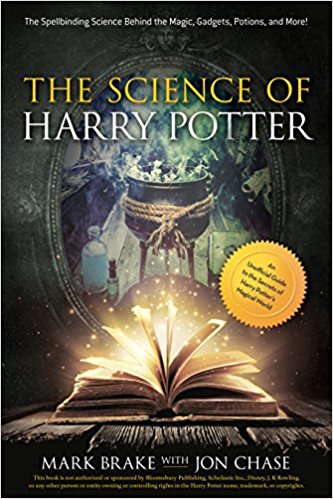 The Spellbinding Science Behind the Magic, Gadgets, Potions, and More!
THE SCIENCE OF
HARRY POTTER
An
Unofficial Guide
to the Secrets of
Harry Potter's
Magical World
MARK BRAKE WITH JON CHASE
This book is not authorized or sponsored by Bloomsbury Publishing, Scholastic Inc., Disney, J. K Rowling,
or any other person or entity owning or controlling rights in the Harry Potter name, trademark, or copyrights.